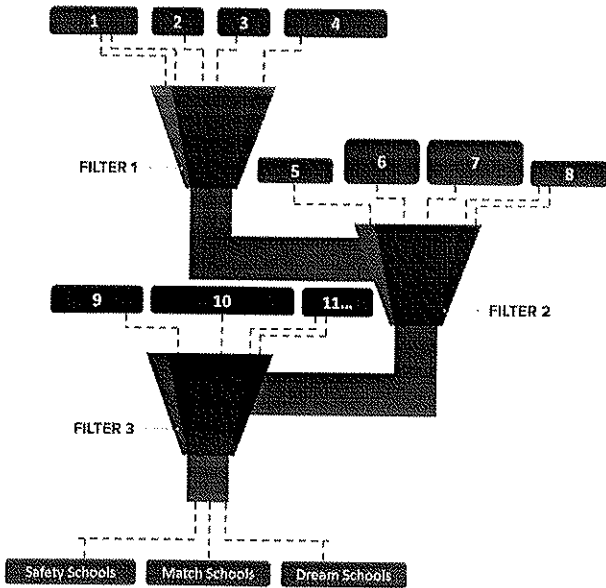 1 2 3 4
FILTER 1
5 6 7 8
FILTER 2
9 10 11...
FILTER 3
Safety Schools Match Schools Dream Schools